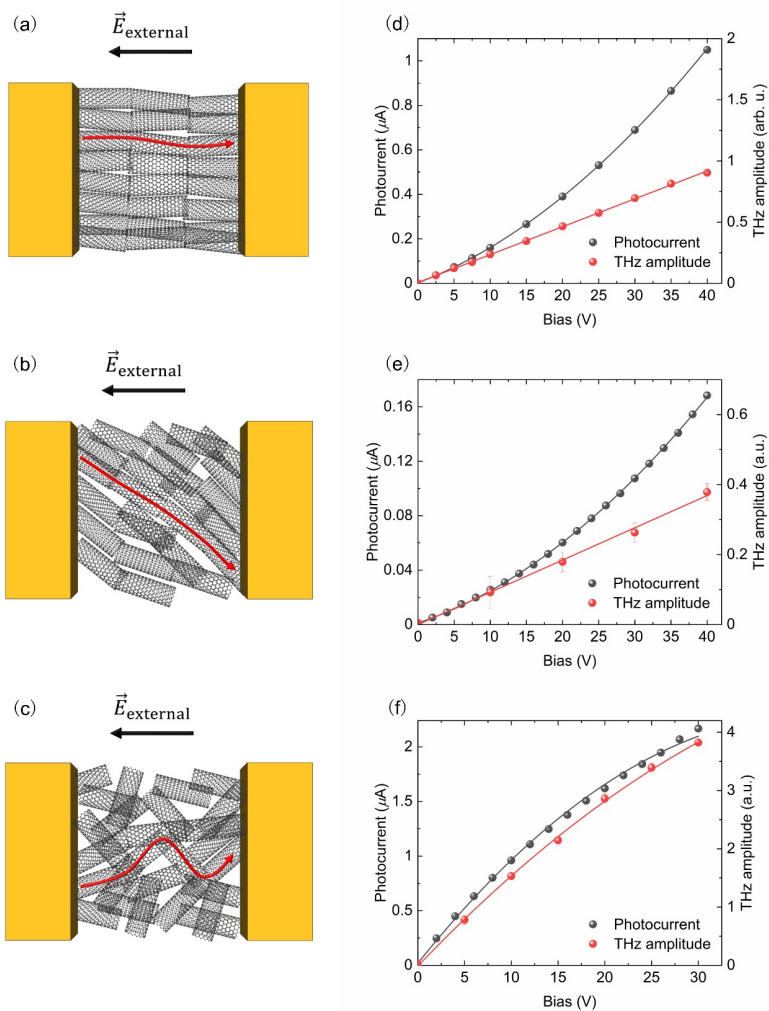 (a)
E⃗external
(d)
Photocurrent (μA)
1
0.8
0.6
0.4
0.2
0
2
1.5
1
0.5
0
THz amplitude (arb. u.)
Photocurrent
THz amplitude
0 5 10 15 20 25 30 35 40
Bias (V)
(b)
E⃗external
(e)
Photocurrent (μA)
0.16
0.12
0.08
0.04
0
0.6
0.4
0.2
0
THz amplitude (a.u.)
Photocurrent
THz amplitude
0 5 10 15 20 25 30 35 40
Bias (V)
(c)
E⃗external
(f)
Photocurrent (μA)
2
1.5
1
0.5
0
4
3
2
1
0
THz amplitude (a.u.)
Photocurrent
THz amplitude
0 5 10 15 20 25 30
Bias (V)